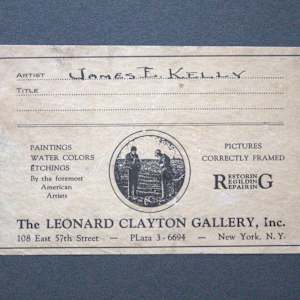 ARTIST JAMES E. KELLY
TITLE
PAINTINGS
WATER COLORS
ETCHINGS
By the foremost
American
Artists
PICTURES
CORRECTLY FRAMED
RESTORING
REGILDING
REPAIRING
The LEONARD CLAYTON GALLERY, Inc.
108 East 57th Street — PLaza 3-6694 — New York, N.Y.